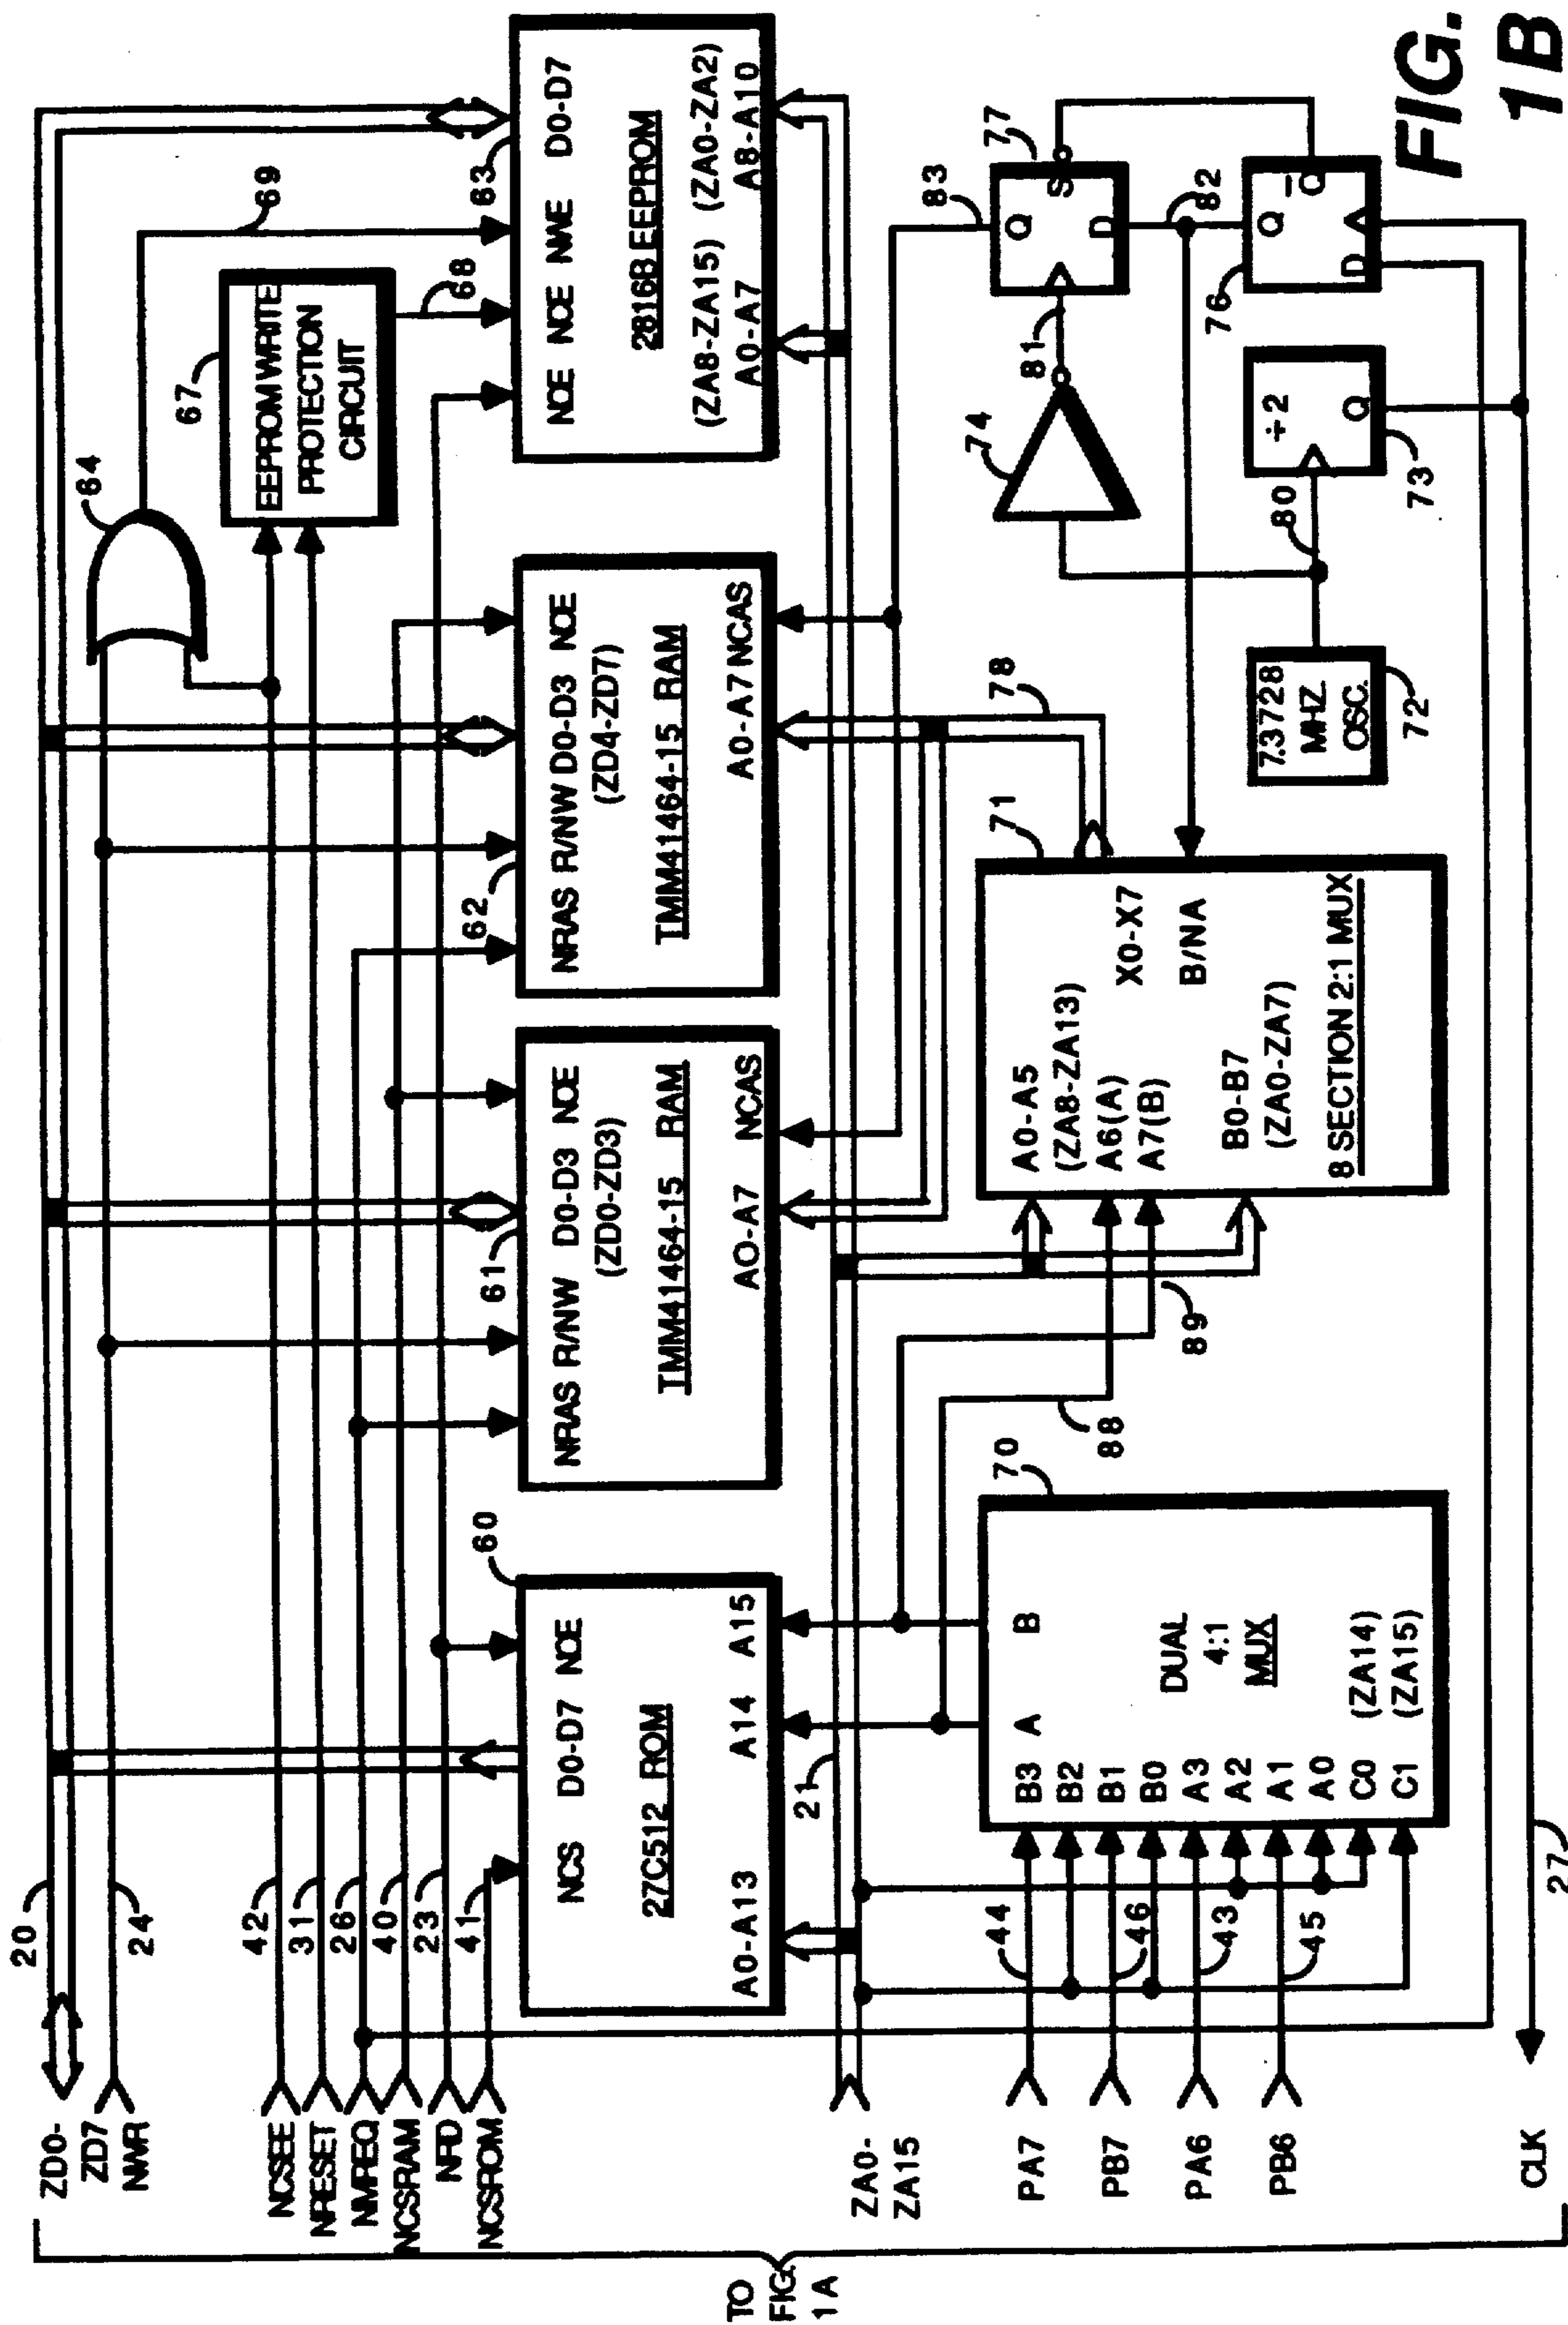 20
ZD0-
ZD7
NWR
24
42
NCSEE
31
NRESET
26
NMREQ
40
NCSRAM
23
NRD
41
NCSROM
TO
FIG.
1A
60
NCS D0-D7 NOE
27C512 ROM
A0-A13 A14 A15
61
NRAS R/NW D0-D3 NOE
(ZD0-ZD3)
TMM41464-15 RAM
AO-A7 NCAS
62
NRAS R/NW D0-D3 NOE
(ZD4-ZD7)
TMM41464-15 RAM
A0-A7 NCAS
64
67
EEPROM WRITE
PROTECTION
CIRCUIT
68
69
63
NOE NCE NWE D0-D7
2816B EEPROM
(ZA8-ZA15) (ZA0-ZA2)
A0-A7 A8-A10
21
ZA0-
ZA15
PA7
44
PB7
46
PA6
43
PB6
45
70
B3 A B
B2
B1
B0
A3
A2
A1
A0
C0 (ZA14)
C1 (ZA15)
DUAL
4:1
MUX
88
89
71
A0-A5
(ZA8-ZA13)
A6(A) X0-X7
A7(B)
B/NA
B0-B7
(ZA0-ZA7)
8 SECTION 2:1 MUX
78
7.3728
MHZ.
OSC.
72
74
80
81
÷2
Q
73
83
77
Q
S
D
82
76
Q
Q
D
CLK
27
FIG.
1B